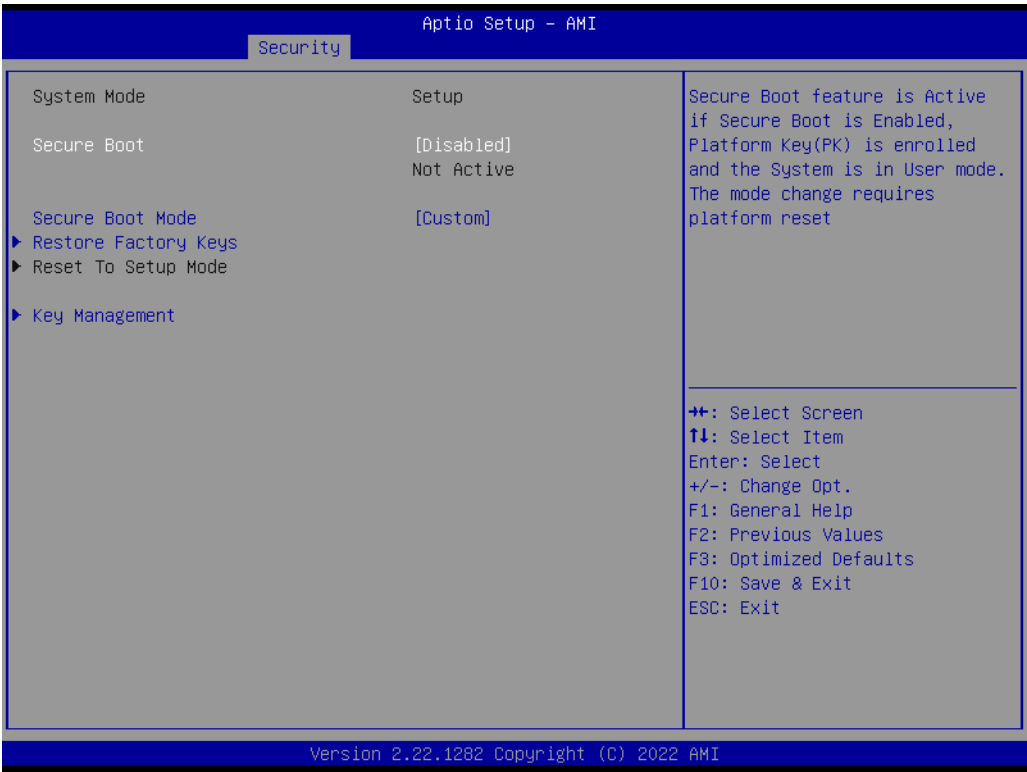 Aptio Setup - AMI
Security
System Mode Setup
Secure Boot [Disabled]
Not Active
Secure Boot Mode [Custom]
Restore Factory Keys
Reset To Setup Mode
Key Management
Secure Boot feature is Active
if Secure Boot is Enabled,
Platform Key(PK) is enrolled
and the System is in User mode.
The mode change requires
platform reset
→←: Select Screen
↑↓: Select Item
Enter: Select
+/-: Change Opt.
F1: General Help
F2: Previous Values
F3: Optimized Defaults
F10: Save & Exit
ESC: Exit
Version 2.22.1282 Copyright (C) 2022 AMI